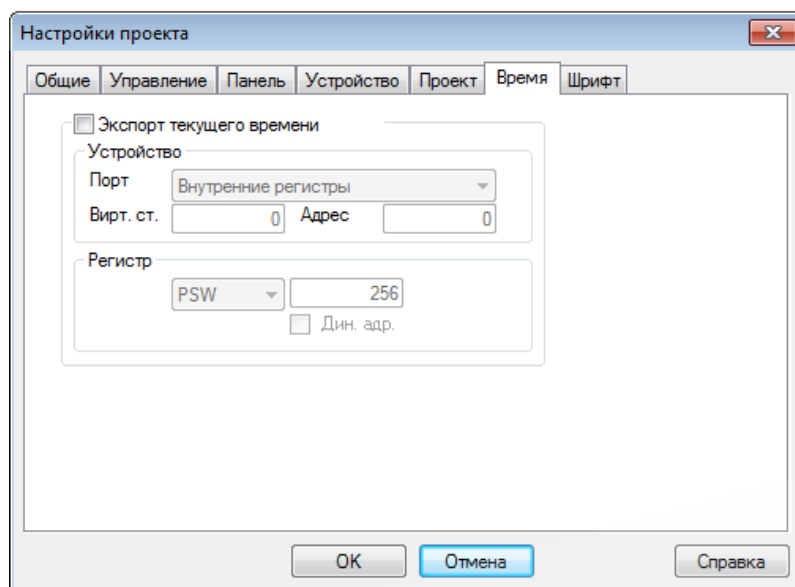 Настройки проекта
Общие Управление Панель Устройство Проект Время Шрифт
Экспорт текущего времени
Устройство
Порт Внутренние регистры
Вирт. ст. 0 Адрес 0
Регистр
PSW 256
Дин. адр.
OK Отмена Справка